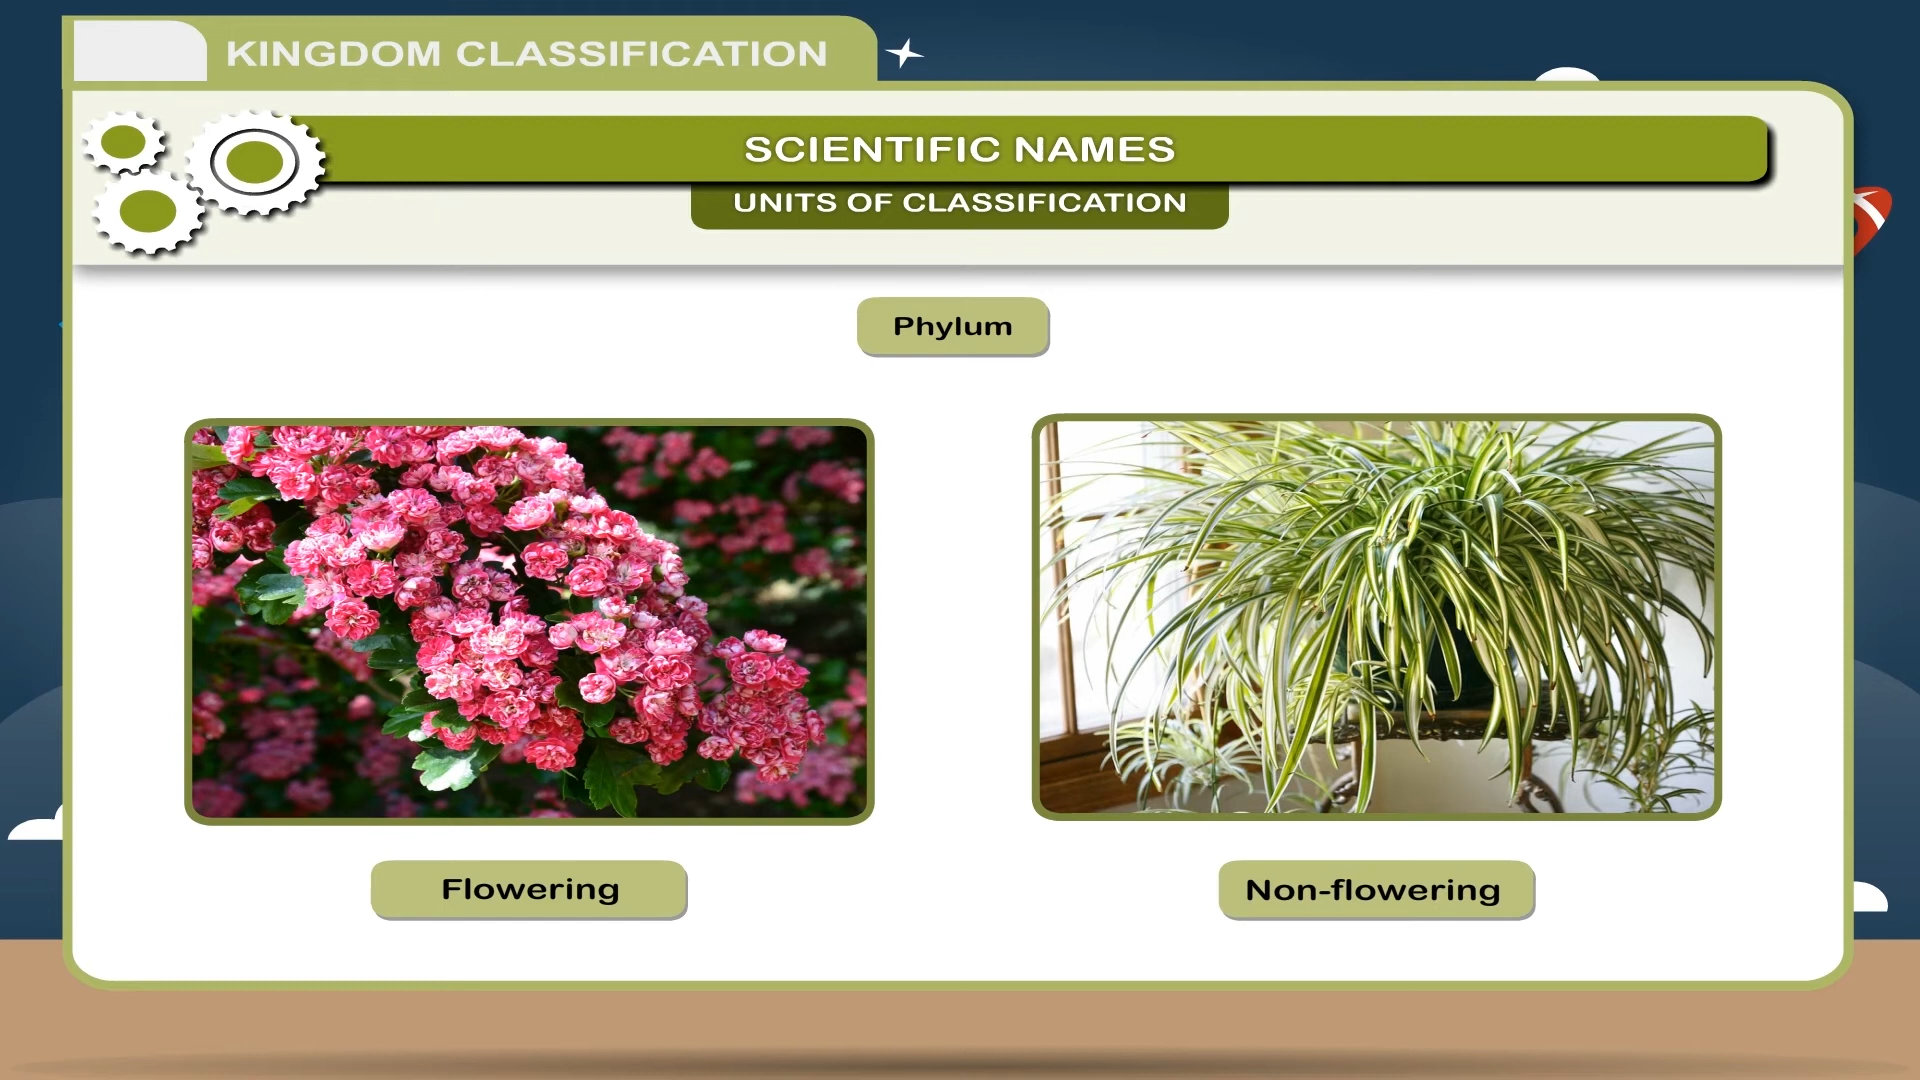 KINGDOM CLASSIFICATION
SCIENTIFIC NAMES
UNITS OF CLASSIFICATION
Phylum
Flowering
Non-flowering